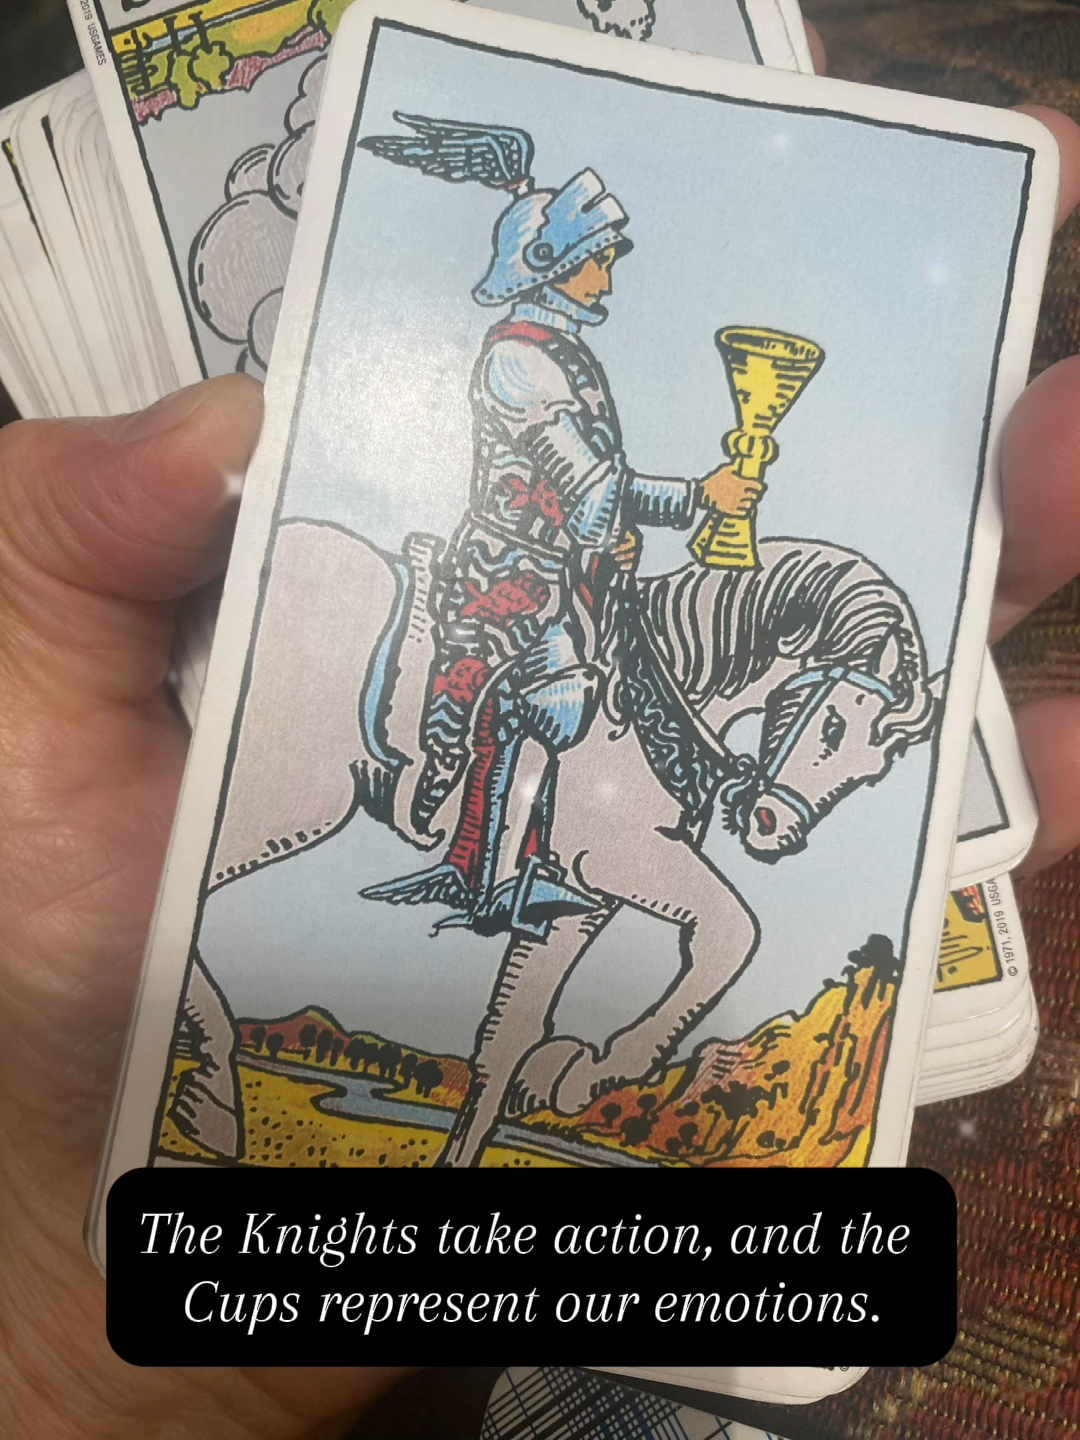 2019 USGAMES
© 1971, 2019 USGA
The Knights take action, and the
Cups represent our emotions.